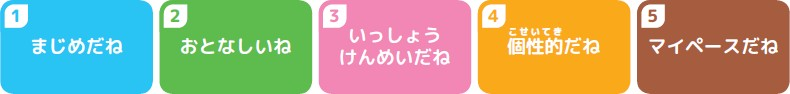 1
まじめだね
2
おとなしいね
3
いっしょう
けんめいだね
4
こせいてき
個性的だね
5
マイペースだね